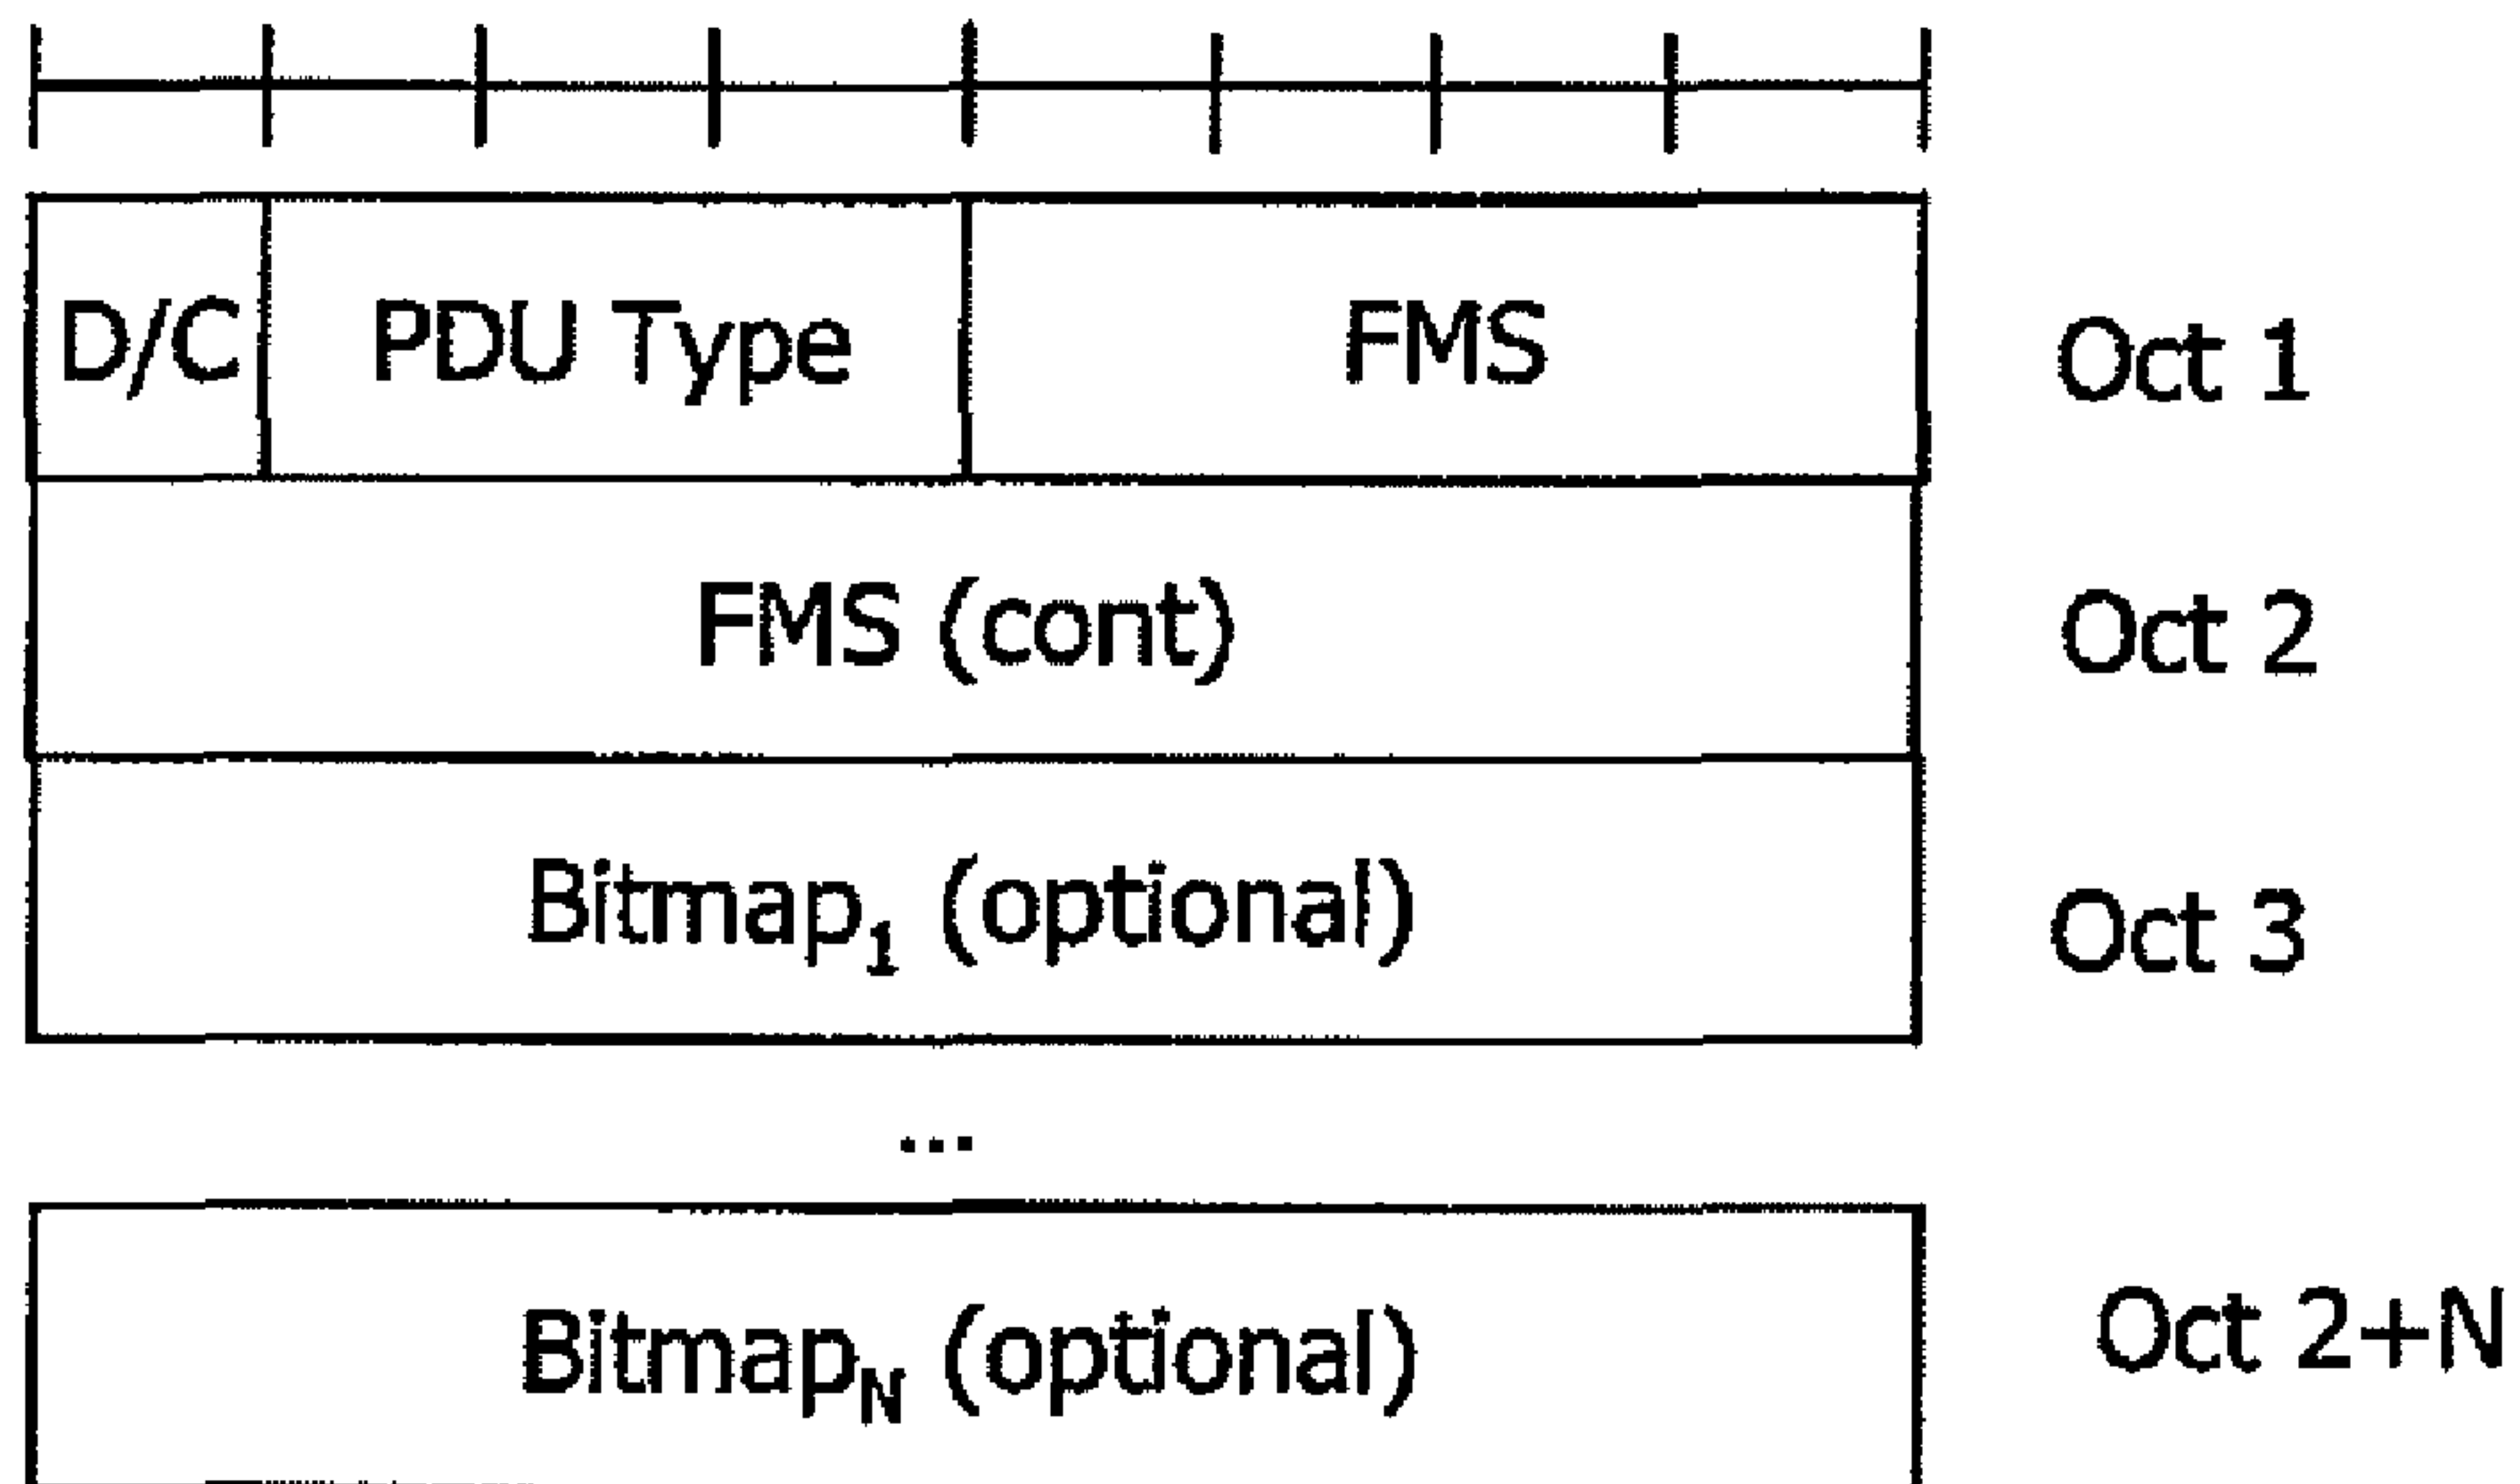 D/C PDU Type FMS Oct 1
FMS (cont) Oct 2
Bitmap1 (optional) Oct 3
...
BitmapN (optional) Oct 2+N